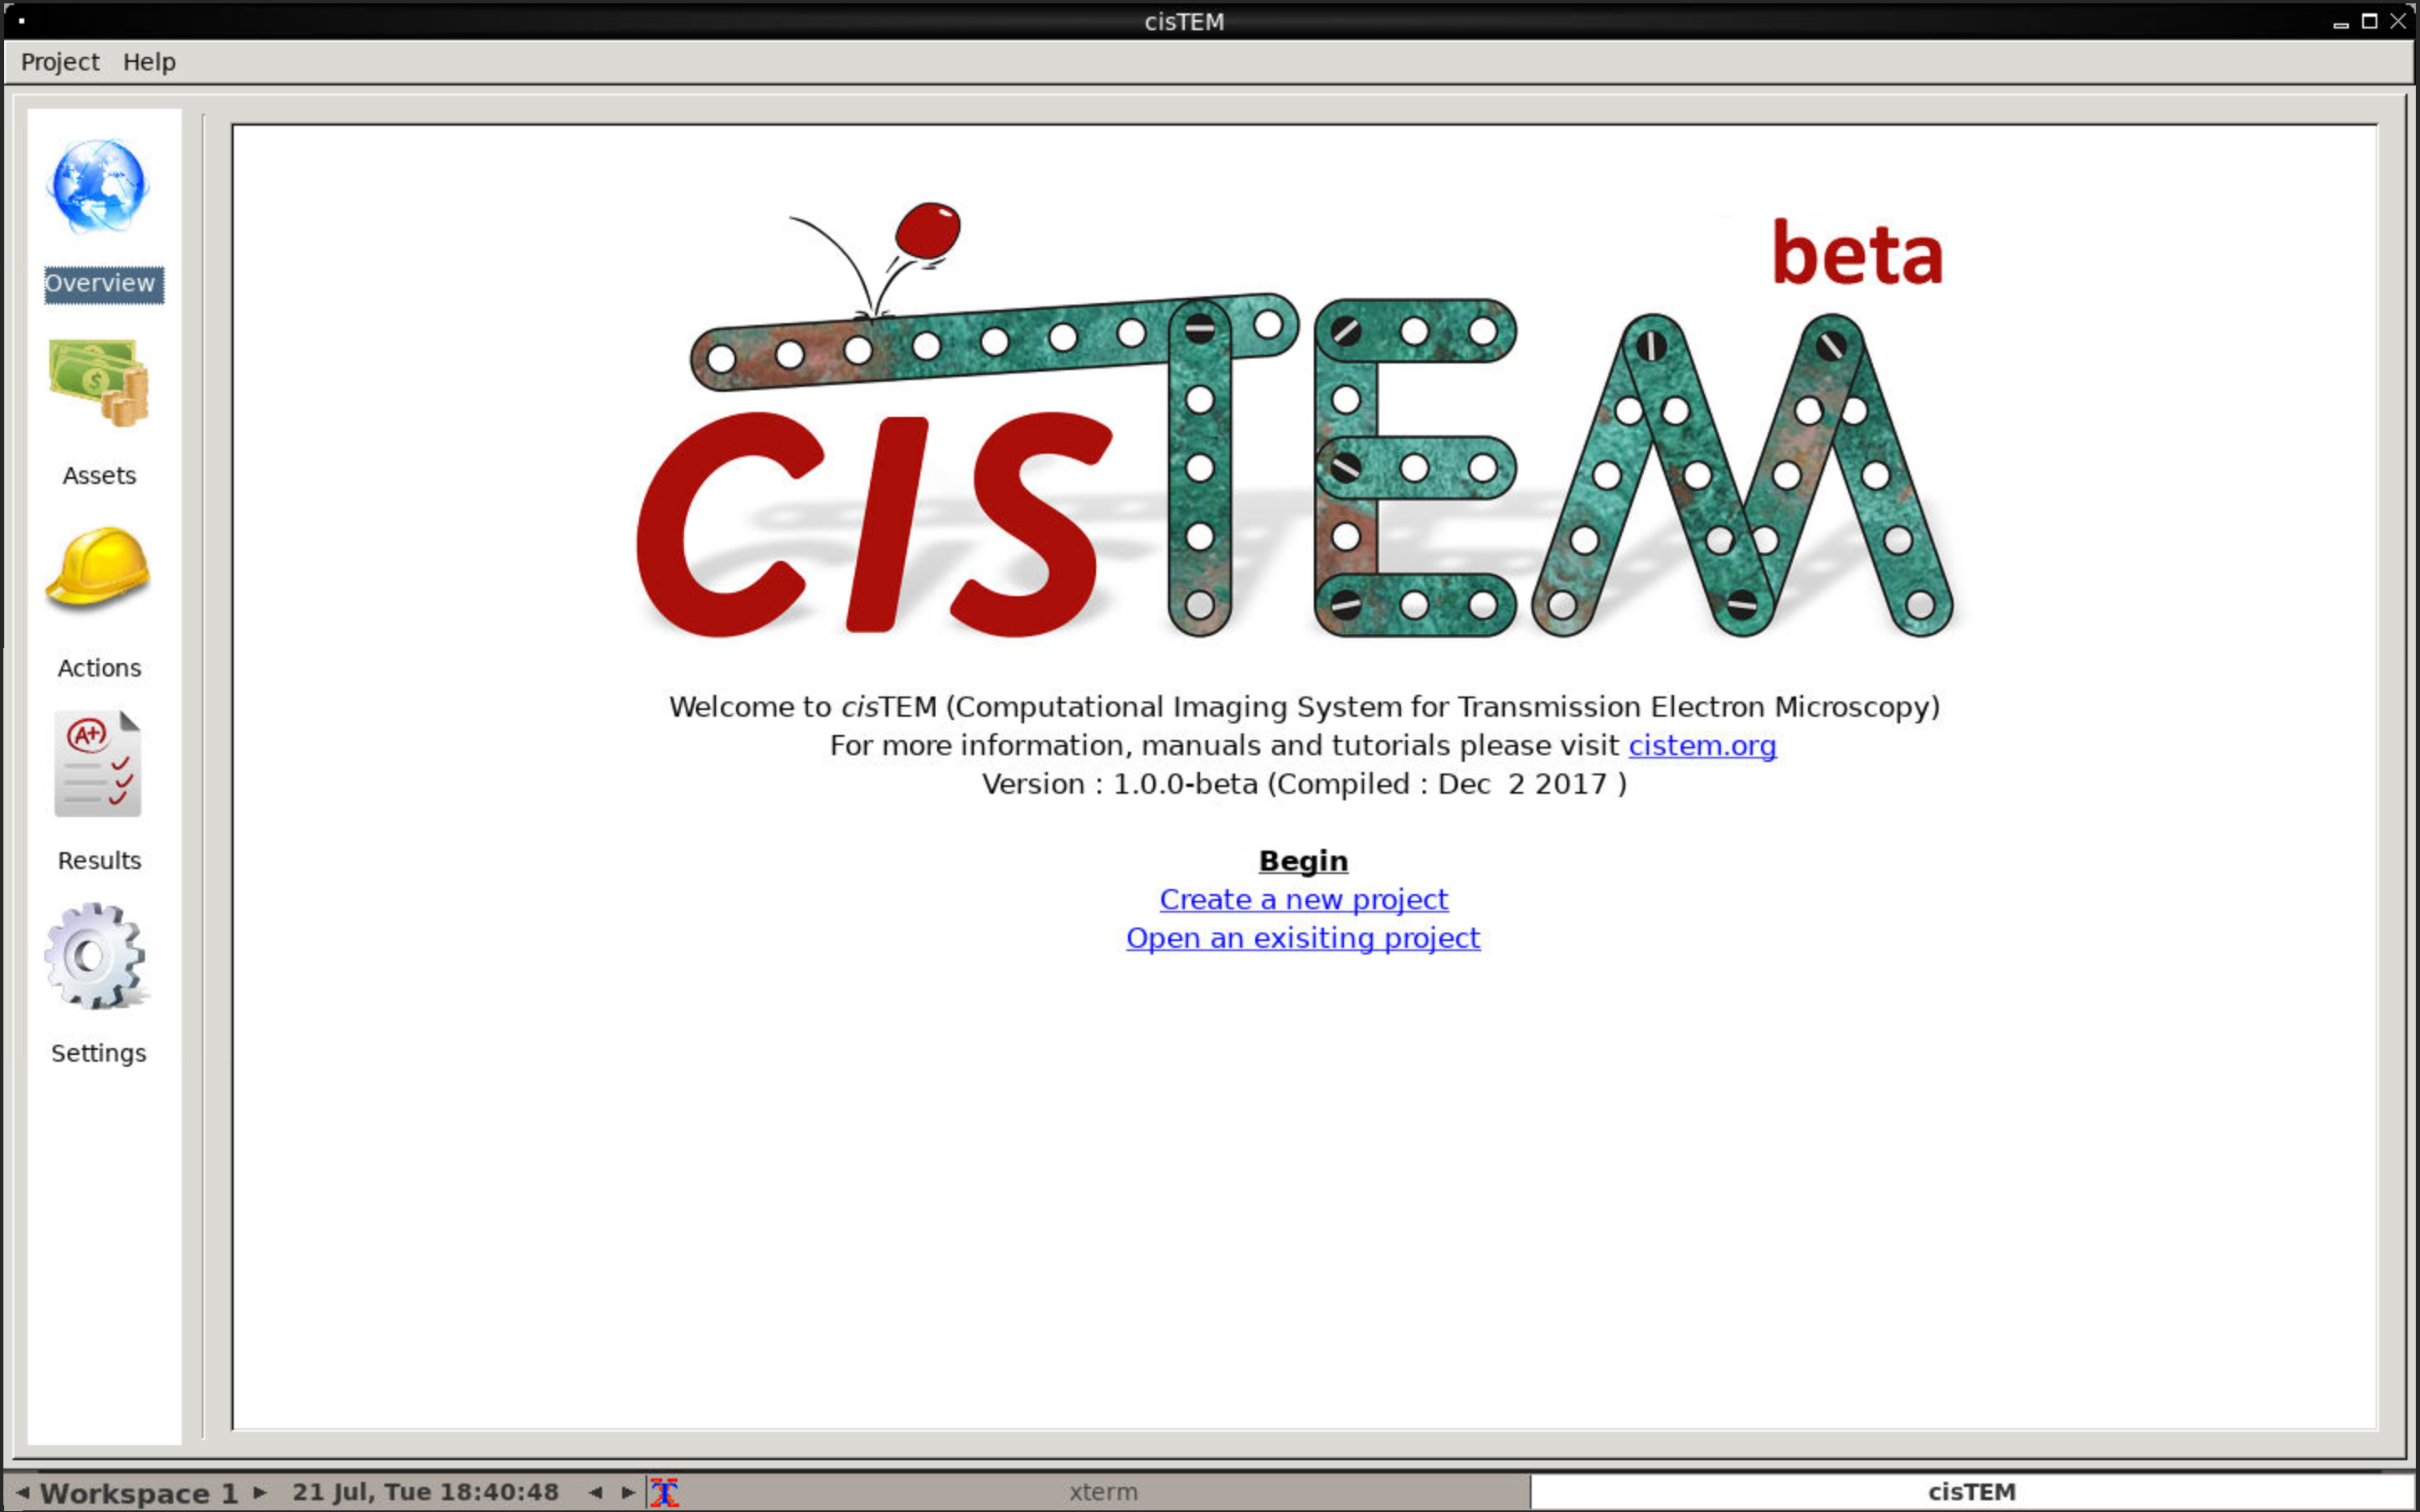 cisTEM
Project Help
Overview
Assets
Actions
A+
Results
Settings
beta
cisTEM
Welcome to cisTEM (Computational Imaging System for Transmission Electron Microscopy)
For more information, manuals and tutorials please visit cistem.org
Version : 1.0.0-beta (Compiled : Dec  2 2017 )
Begin
Create a new project
Open an exisiting project
Workspace 1 21 Jul, Tue 18:40:48 xterm cisTEM